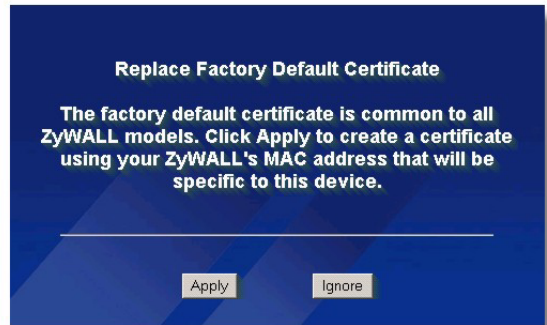 Replace Factory Default Certificate
The factory default certificate is common to all
ZyWALL models. Click Apply to create a certificate
using your ZyWALL's MAC address that will be
specific to this device.
Apply Ignore